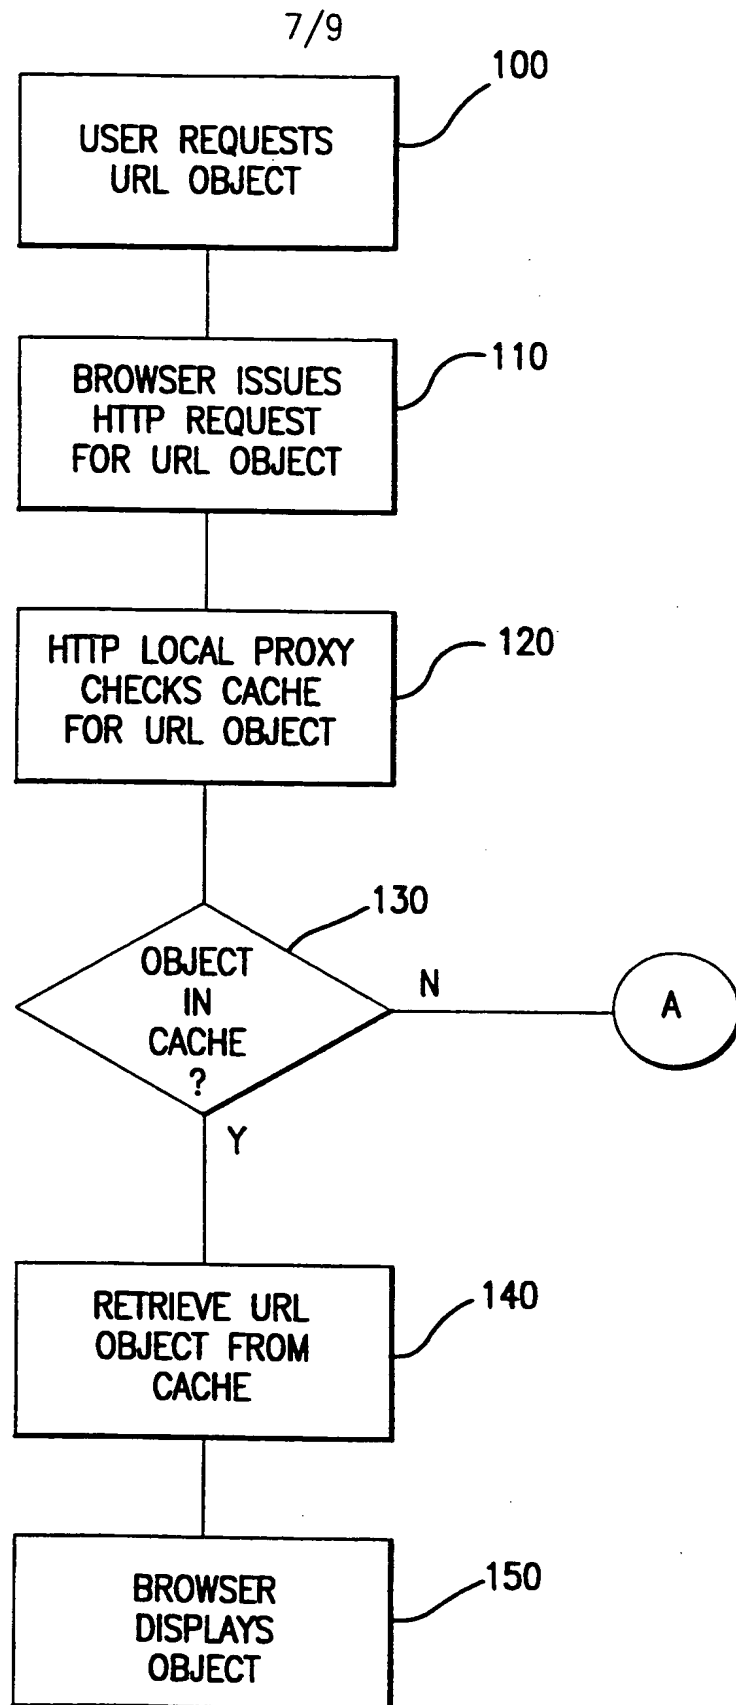 7/9
100
USER REQUESTS
URL OBJECT
110
BROWSER ISSUES
HTTP REQUEST
FOR URL OBJECT
120
HTTP LOCAL PROXY
CHECKS CACHE
FOR URL OBJECT
130
OBJECT
IN
CACHE
?
N
A
Y
140
RETRIEVE URL
OBJECT FROM
CACHE
150
BROWSER
DISPLAYS
OBJECT